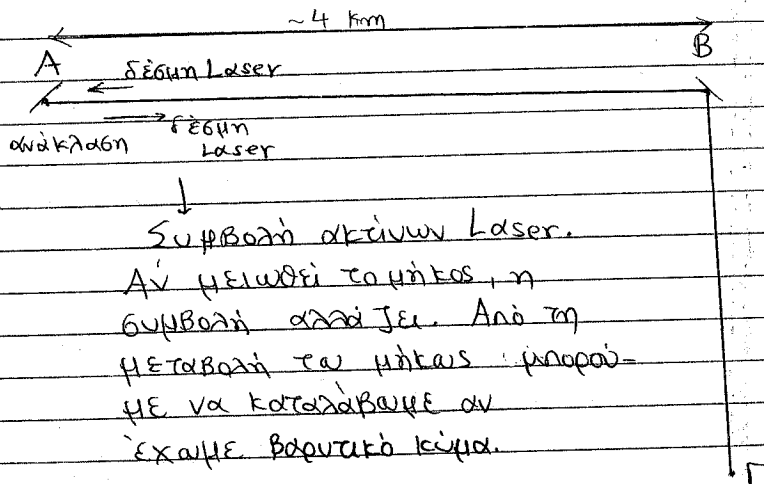 ~4 km
A
B
δέσμη Laser
ανάκλαση
δέσμη
Laser
Συμβολή ακτίνων Laser.
Αν μειωθεί το μήκος, η
συμβολή αλλάζει. Από τη
μεταβολή του μήκους μπορού-
με να καταλάβουμε αν
έχουμε βαρυτικό κύμα.
Γ